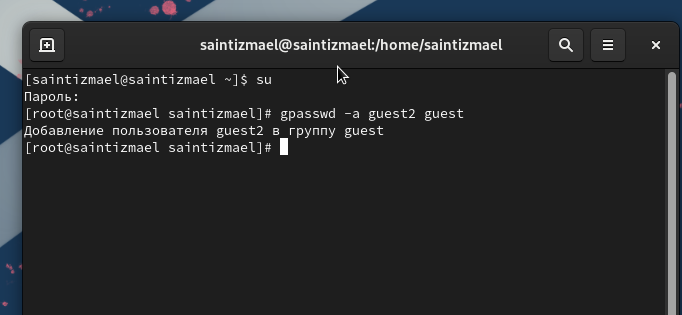 saintizmael@saintizmael:/home/saintizmael
[saintizmael@saintizmael ~]$ su
Пароль:
[root@saintizmael saintizmael]# gpasswd -a guest2 guest
Добавление пользователя guest2 в группу guest
[root@saintizmael saintizmael]#